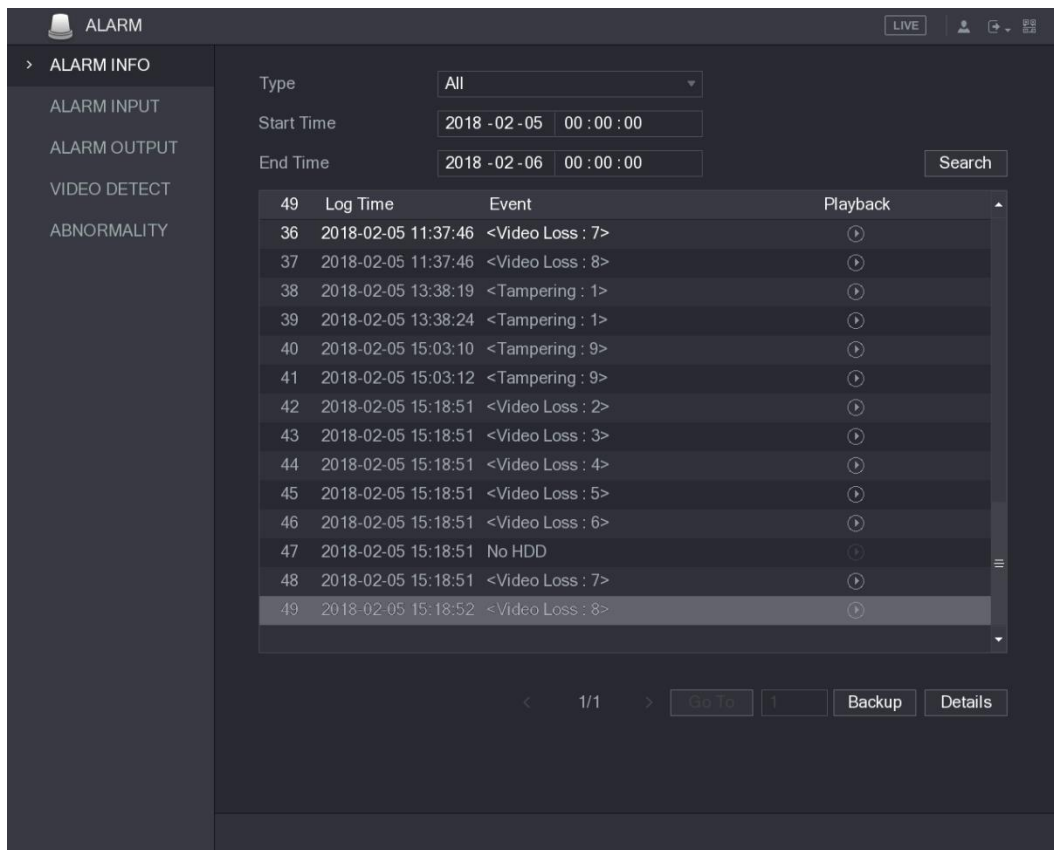 ALARM
LIVE
ALARM INFO
ALARM INPUT
ALARM OUTPUT
VIDEO DETECT
ABNORMALITY
Type All
Start Time 2018 -02 -05 00 : 00 : 00
End Time 2018 -02 -06 00 : 00 : 00 Search
49 Log Time Event Playback
36 2018-02-05 11:37:46 <Video Loss : 7>
37 2018-02-05 11:37:46 <Video Loss : 8>
38 2018-02-05 13:38:19 <Tampering : 1>
39 2018-02-05 13:38:24 <Tampering : 1>
40 2018-02-05 15:03:10 <Tampering : 9>
41 2018-02-05 15:03:12 <Tampering : 9>
42 2018-02-05 15:18:51 <Video Loss : 2>
43 2018-02-05 15:18:51 <Video Loss : 3>
44 2018-02-05 15:18:51 <Video Loss : 4>
45 2018-02-05 15:18:51 <Video Loss : 5>
46 2018-02-05 15:18:51 <Video Loss : 6>
47 2018-02-05 15:18:51 No HDD
48 2018-02-05 15:18:51 <Video Loss : 7>
49 2018-02-05 15:18:52 <Video Loss : 8>
< 1/1 > Go To 1 Backup Details